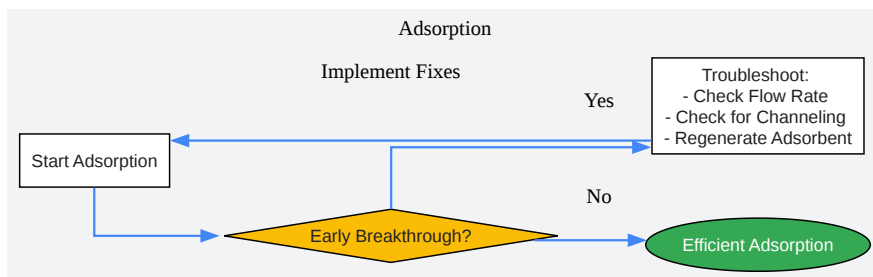 Adsorption
Implement Fixes
Troubleshoot:
- Check Flow Rate
- Check for Channeling
- Regenerate Adsorbent
Yes
Start Adsorption
No
Early Breakthrough?
Efficient Adsorption